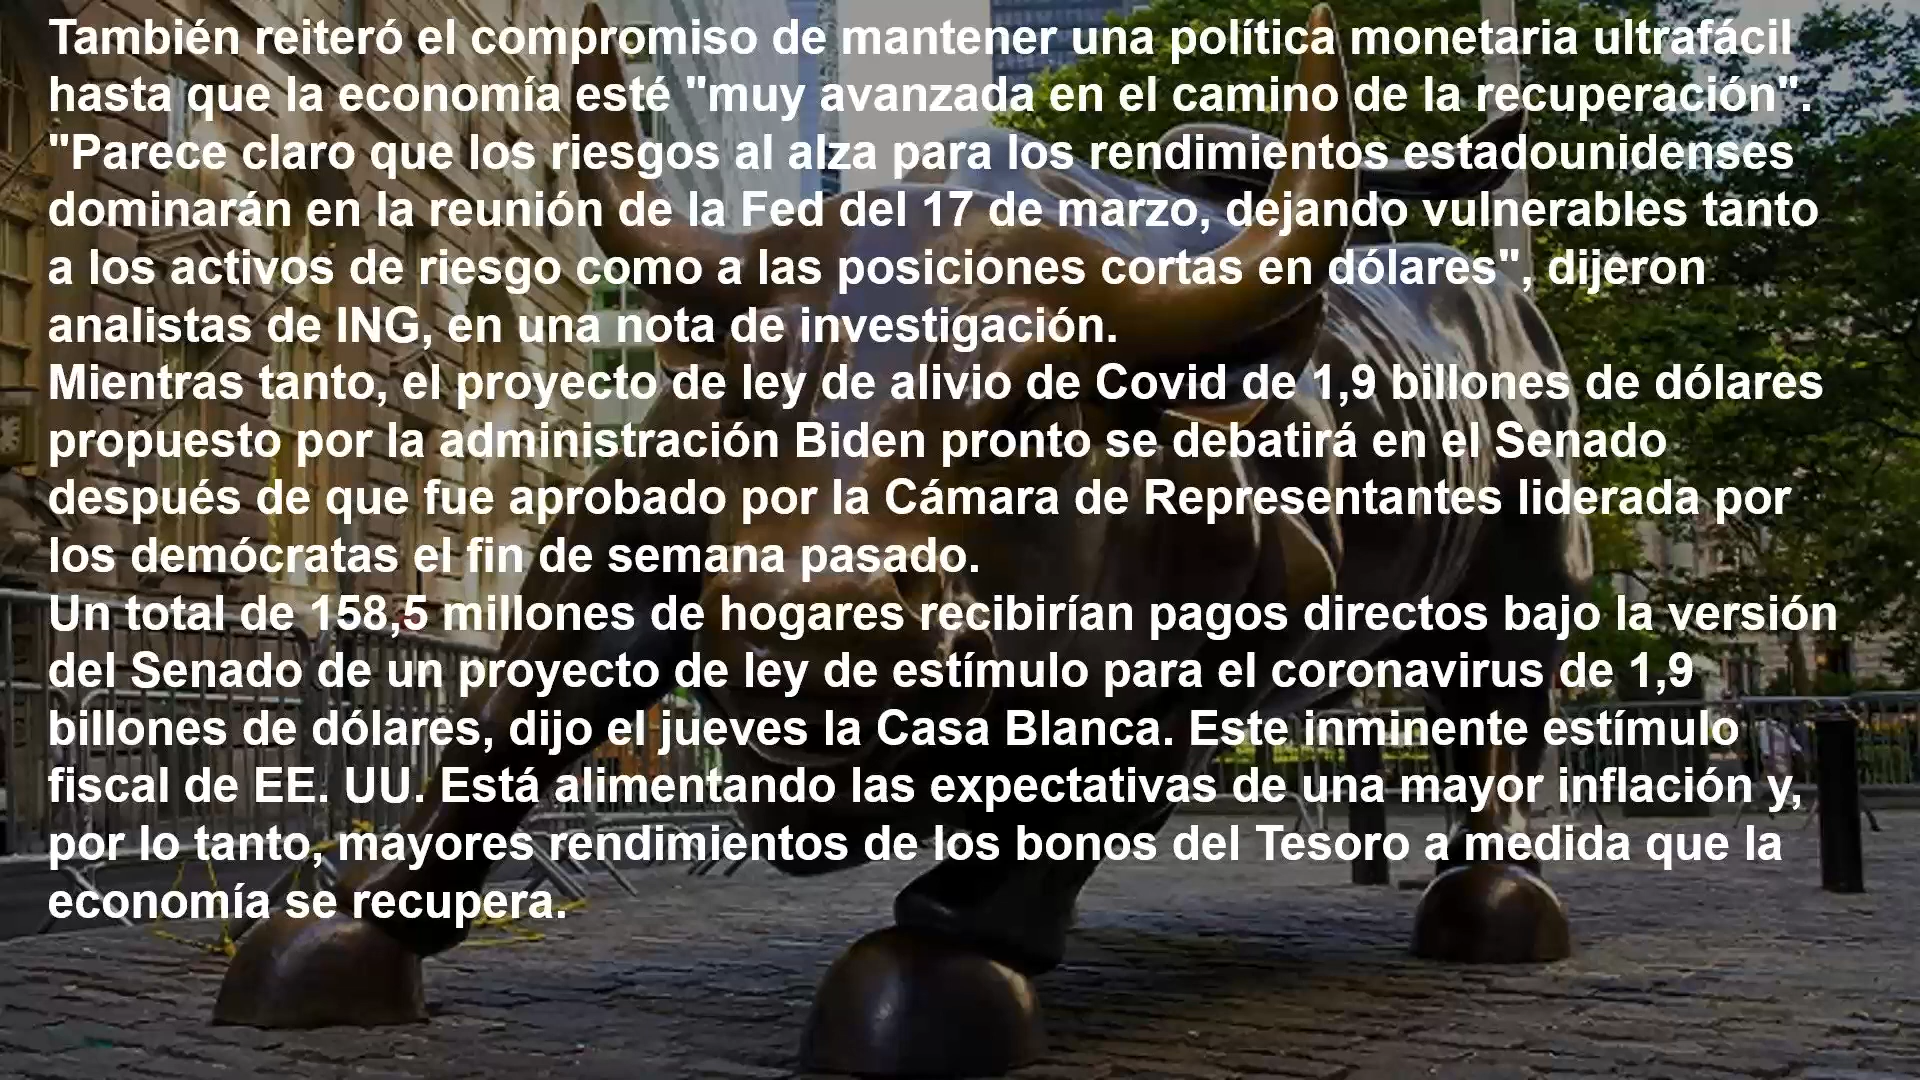 También reiteró el compromiso de mantener una política monetaria ultrafácil
hasta que la economía esté "muy avanzada en el camino de la recuperación".
"Parece claro que los riesgos al alza para los rendimientos estadounidenses
dominarán en la reunión de la Fed del 17 de marzo, dejando vulnerables tanto
a los activos de riesgo como a las posiciones cortas en dólares", dijeron
analistas de ING, en una nota de investigación.
Mientras tanto, el proyecto de ley de alivio de Covid de 1,9 billones de dólares
propuesto por la administración Biden pronto se debatirá en el Senado
después de que fue aprobado por la Cámara de Representantes liderada por
los demócratas el fin de semana pasado.
Un total de 158,5 millones de hogares recibirían pagos directos bajo la versión
del Senado de un proyecto de ley de estímulo para el coronavirus de 1,9
billones de dólares, dijo el jueves la Casa Blanca. Este inminente estímulo
fiscal de EE. UU. Está alimentando las expectativas de una mayor inflación y,
por lo tanto, mayores rendimientos de los bonos del Tesoro a medida que la
economía se recupera.